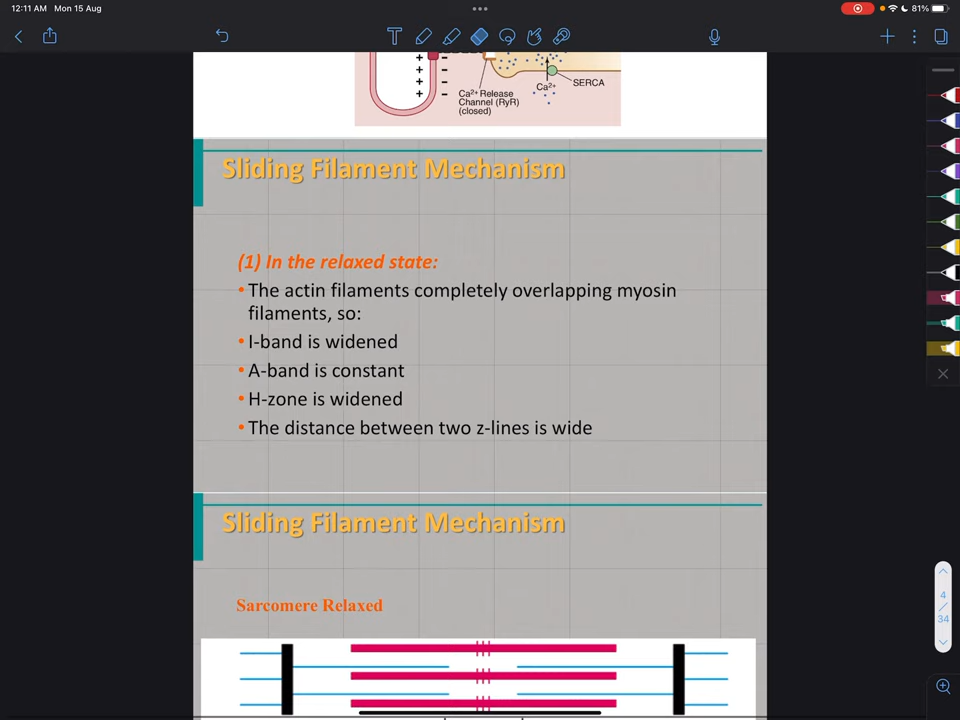 12:11 AM Mon 15 Aug
81%
+
+
+
+
Ca2+ Release
Channel (RyR)
(closed)
Ca2+
SERCA
Sliding Filament Mechanism
(1) In the relaxed state:
•The actin filaments completely overlapping myosin
filaments, so:
•I-band is widened
•A-band is constant
•H-zone is widened
•The distance between two z-lines is wide
Sliding Filament Mechanism
Sarcomere Relaxed
4
/
34